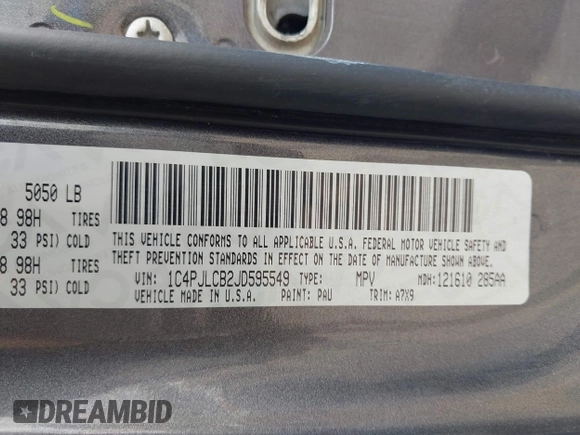 5050 LB
8 98H TIRES
33 PSI) COLD
8 98H TIRES
33 PSI) COLD
THIS VEHICLE CONFORMS TO ALL APPLICABLE U.S.A. FEDERAL MOTOR VEHICLE SAFETY, BUMPER, AND
THEFT PREVENTION STANDARDS IN EFFECT ON THE DATE OF MANUFACTURE SHOWN ABOVE.
VIN: 1C4PJLCB2JD595549 TYPE: MPV MDH: 121610 285AA
VEHICLE MADE IN U.S.A. PAINT: PAU TRIM: A7X9
DREAMBID